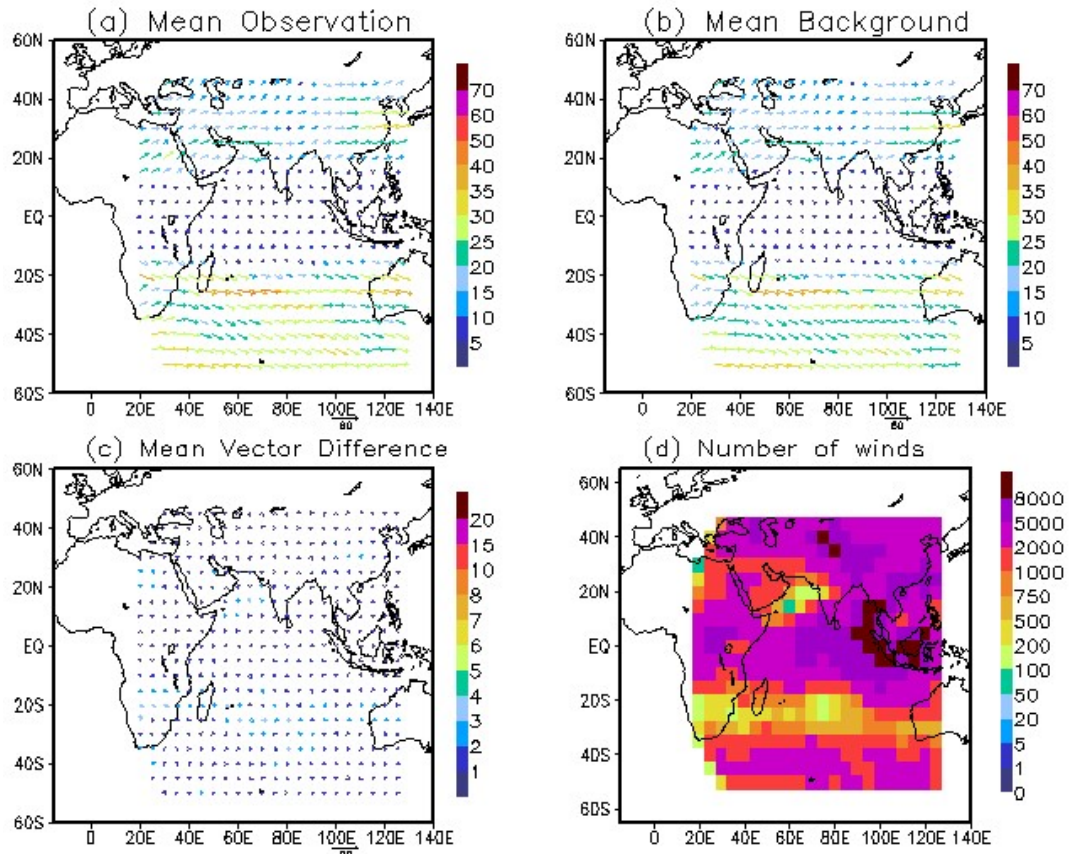 (a) Mean Observation
60N
40N
20N
EQ
20S
40S
60S
0 20E 40E 60E 80E 100E 120E 140E
70
60
50
40
35
30
25
20
15
10
5
(b) Mean Background
60N
40N
20N
EQ
20S
40S
60S
0 20E 40E 60E 80E 100E 120E 140E
70
60
50
40
35
30
25
20
15
10
5
(c) Mean Vector Difference
60N
40N
20N
EQ
20S
40S
60S
0 20E 40E 60E 80E 100E 120E 140E
20
15
10
8
7
6
5
4
3
2
1
(d) Number of winds
60N
40N
20N
EQ
20S
40S
60S
0 20E 40E 60E 80E 100E 120E 140E
8000
5000
2000
1000
750
500
200
100
50
20
5
1
0